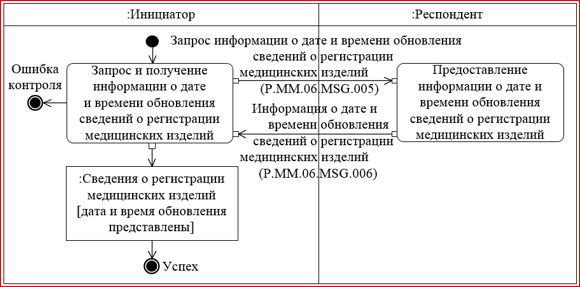 :Инициатор
:Респондент
Запрос информации о дате и времени обновления
сведений о регистрации
медицинских изделий
(P.MM.06.MSG.005)
Ошибка
контроля
Запрос и получение
информации о дате
и времени обновления
сведений о регистрации
медицинских изделий
Предоставление
информации о дате
и времени обновления
сведений о регистрации
медицинских изделий
Информация о дате и
времени обновления
сведений о регистрации
медицинских изделий
(P.MM.06.MSG.006)
:Сведения о регистрации
медицинских изделий
[дата и время обновления
представлены]
Успех